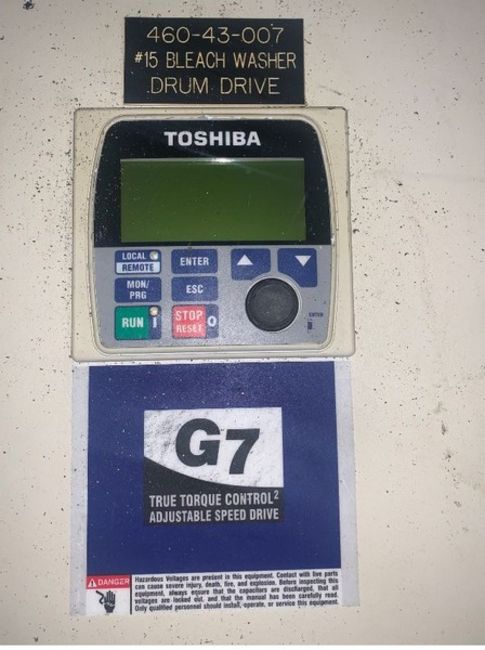 460-43-007
#15 BLEACH WASHER
DRUM DRIVE
TOSHIBA
LOCAL
REMOTE
ENTER
MON/
PRG
ESC
RUN
I
STOP
RESET
O
ENTER
G7
TRUE TORQUE CONTROL²
ADJUSTABLE SPEED DRIVE
DANGER
Hazardous Voltages are present in this equipment. Contact with live parts
can cause severe injury, death, fire, and explosion. Before inspecting this
equipment, always ensure that the capacitors are discharged, that all
voltages are locked out, and that the manual has been carefully read.
Only qualified personnel should install, operate, or service this equipment.